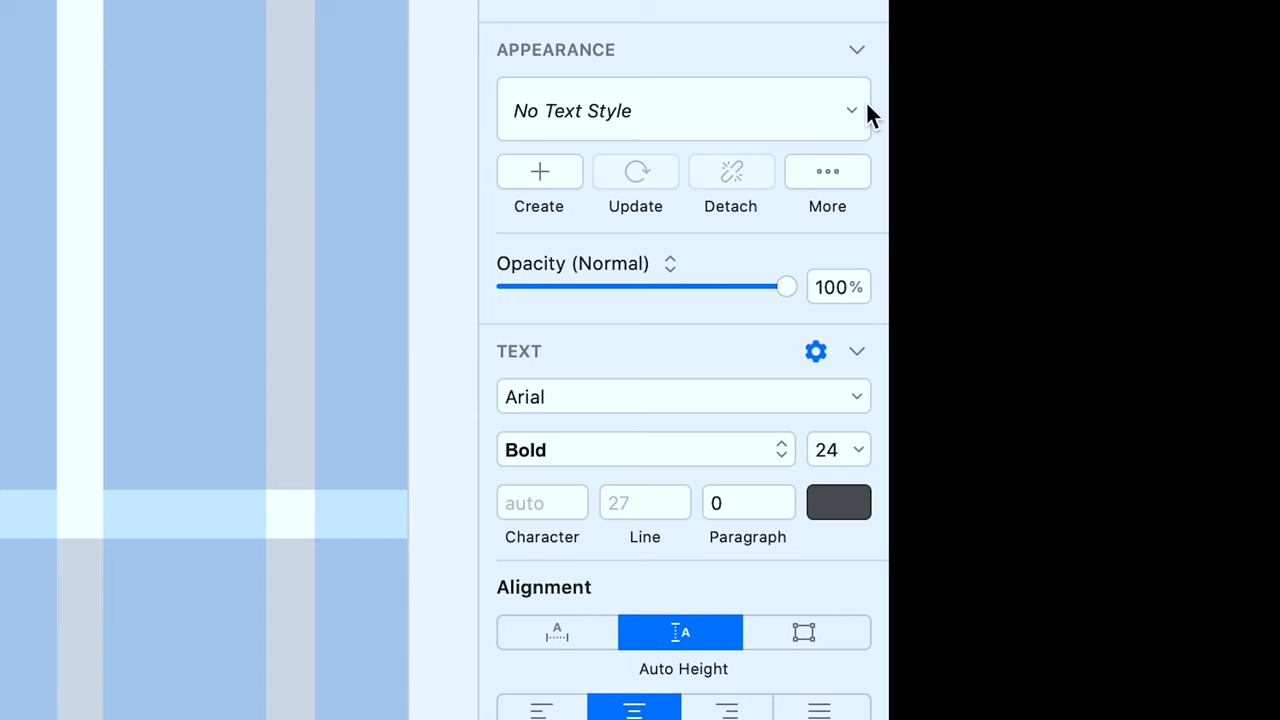 APPEARANCE
No Text Style
Create Update Detach More
Opacity (Normal)
100%
TEXT
Arial
Bold 24
auto 27 0
Character Line Paragraph
Alignment
A A
Auto Height